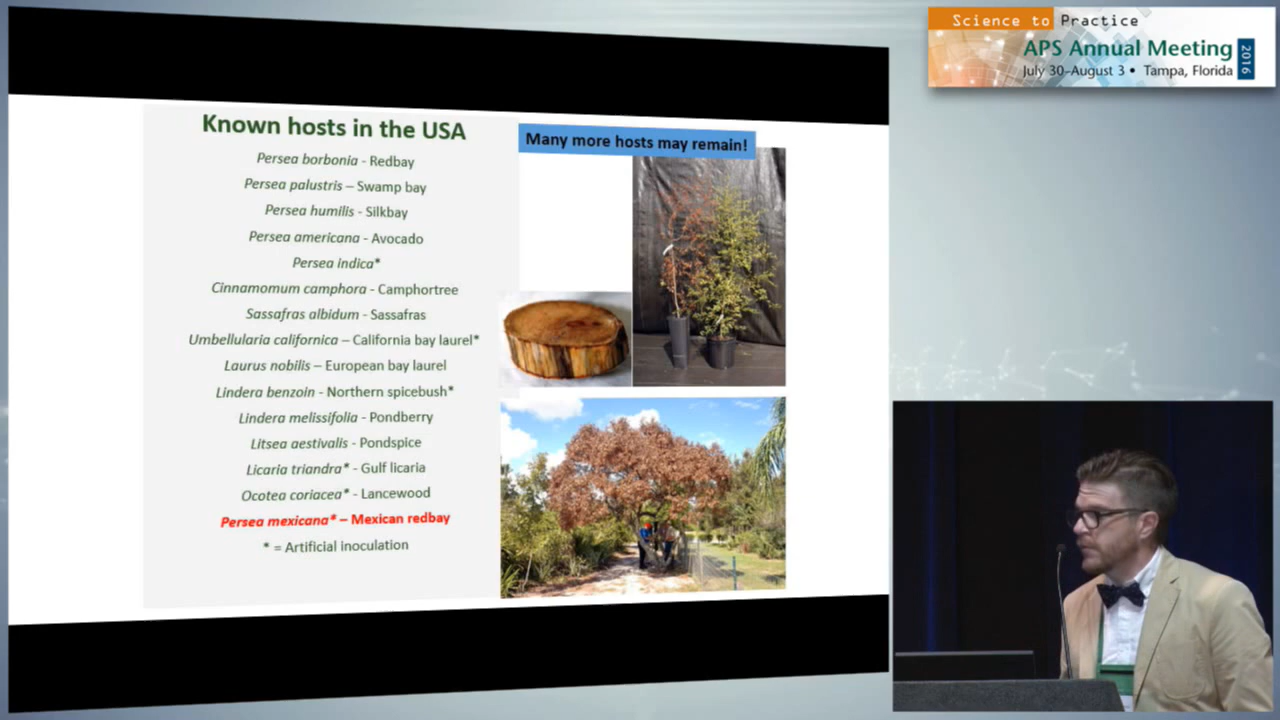 Science to Practice
APS Annual Meeting
2016
July 30–August 3 • Tampa, Florida
Known hosts in the USA
Persea borbonia - Redbay
Persea palustris – Swamp bay
Persea humilis - Silkbay
Persea americana - Avocado
Persea indica*
Cinnamomum camphora - Camphortree
Sassafras albidum - Sassafras
Umbellularia californica – California bay laurel*
Laurus nobilis – European bay laurel
Lindera benzoin - Northern spicebush*
Lindera melissifolia - Pondberry
Litsea aestivalis - Pondspice
Licaria triandra* - Gulf licaria
Ocotea coriacea* - Lancewood
Persea mexicana* – Mexican redbay
* = Artificial inoculation
Many more hosts may remain!